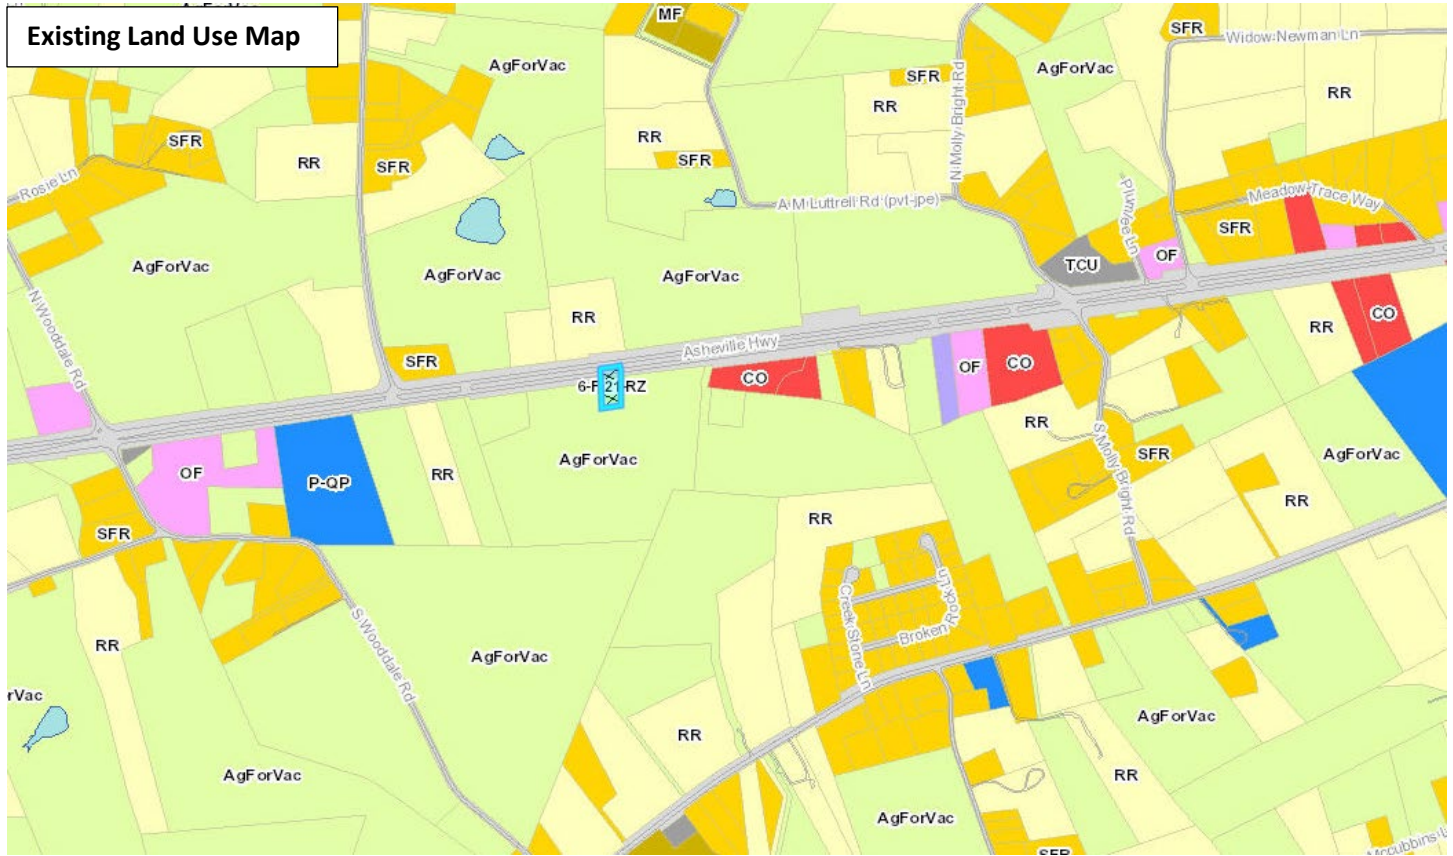 AgForVac
Existing Land Use Map
MF
SFR
Widow Newman Ln
AgForVac
SFR
AgForVac
RR
RR
N Molly Bright Rd
RR
SFR
RR
SFR
SFR
Rosie Ln
A M Luttrell Rd (pvt-jpe)
Plumlee Ln
Meadow Trace Way
SFR
AgForVac
AgForVac
AgForVac
TCU
OF
N Wooddale Rd
RR
CO
RR
Asheville Hwy
SFR
CO
OF
CO
21
RZ
RR
S Molly Bright Rd
SFR
AgForVac
AgForVac
OF
P-QP
RR
RR
RR
SFR
Creek Stone Ln
Broken Rock Ln
RR
S Wooddale Rd
AgForVac
rVac
AgForVac
RR
AgForVac
RR
AgForVac
SFR
Mccubbins L